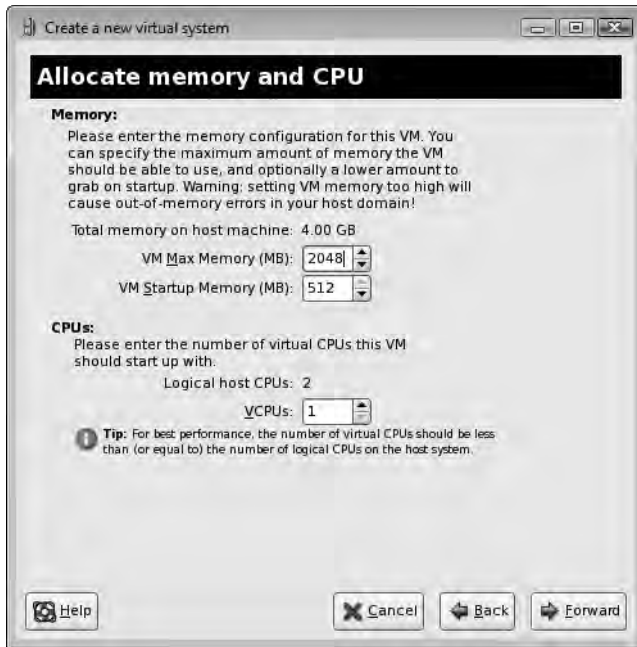 Create a new virtual system
Allocate memory and CPU
Memory:
Please enter the memory configuration for this VM. You
can specify the maximum amount of memory the VM
should be able to use, and optionally a lower amount to
grab on startup. Warning: setting VM memory too high will
cause out-of-memory errors in your host domain!
Total memory on host machine: 4.00 GB
VM Max Memory (MB): 2048
VM Startup Memory (MB): 512
CPUs:
Please enter the number of virtual CPUs this VM
should start up with.
Logical host CPUs: 2
VCPUs: 1
Tip: For best performance, the number of virtual CPUs should be less
than (or equal to) the number of logical CPUs on the host system.
Help Cancel Back Forward